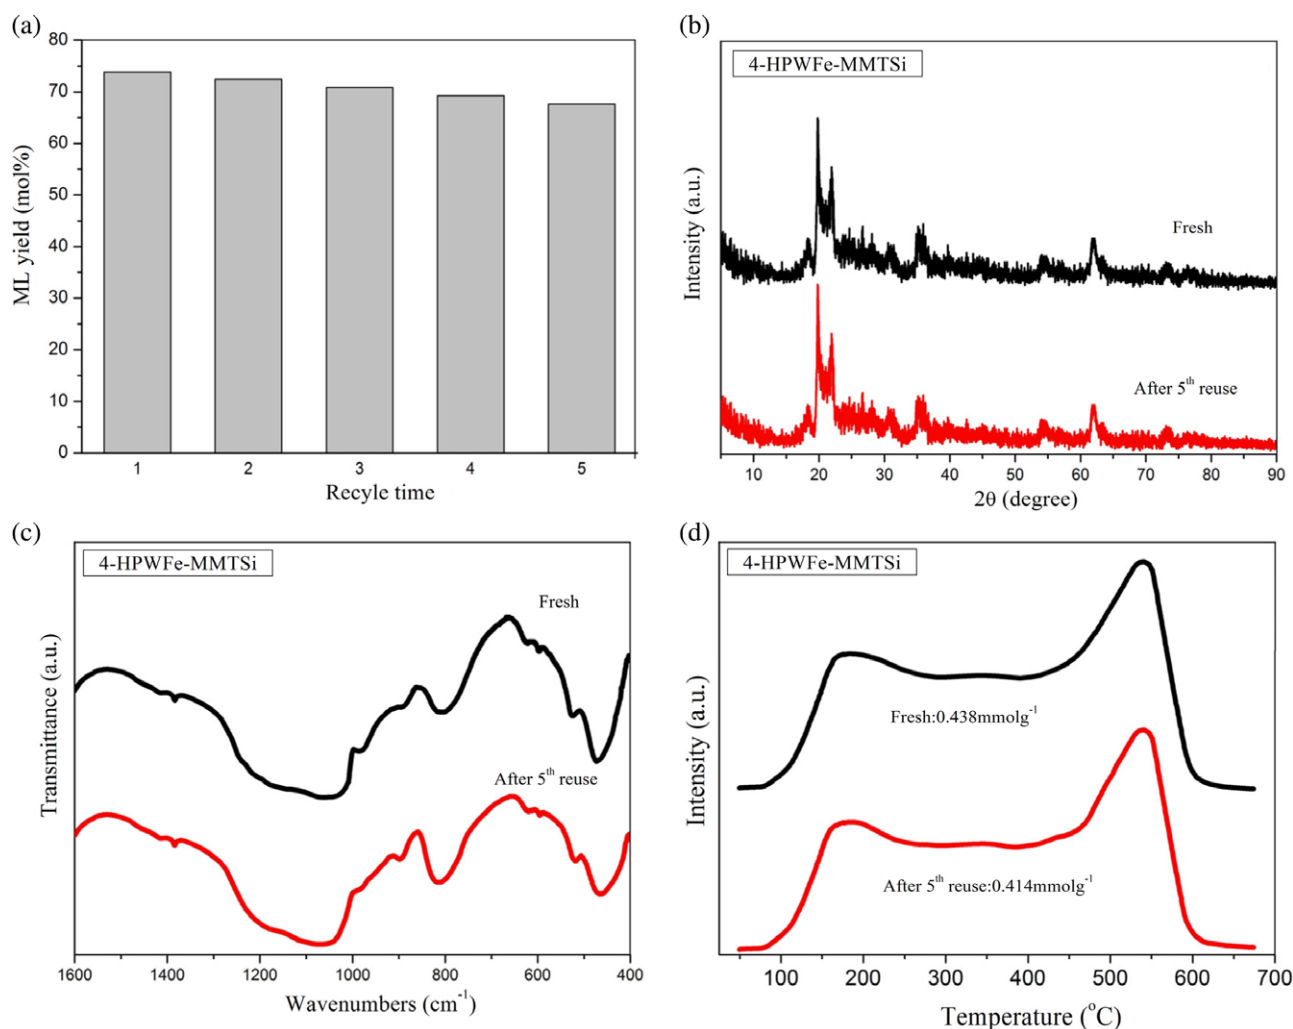 (a)
80
70
60
50
40
30
20
10
0
ML yield (mol%)
1 2 3 4 5
Recyle time
(b)
4-HPWFe-MMTSi
Fresh
After 5th reuse
Intensity (a.u.)
10 20 30 40 50 60 70 80 90
2θ (degree)
(c)
4-HPWFe-MMTSi
Fresh
After 5th reuse
Transmittance (a.u.)
1600 1400 1200 1000 800 600 400
Wavenumbers (cm-1)
(d)
4-HPWFe-MMTSi
Fresh:0.438mmolg-1
After 5th reuse:0.414mmolg-1
Intensity (a.u.)
100 200 300 400 500 600 700
Temperature (oC)